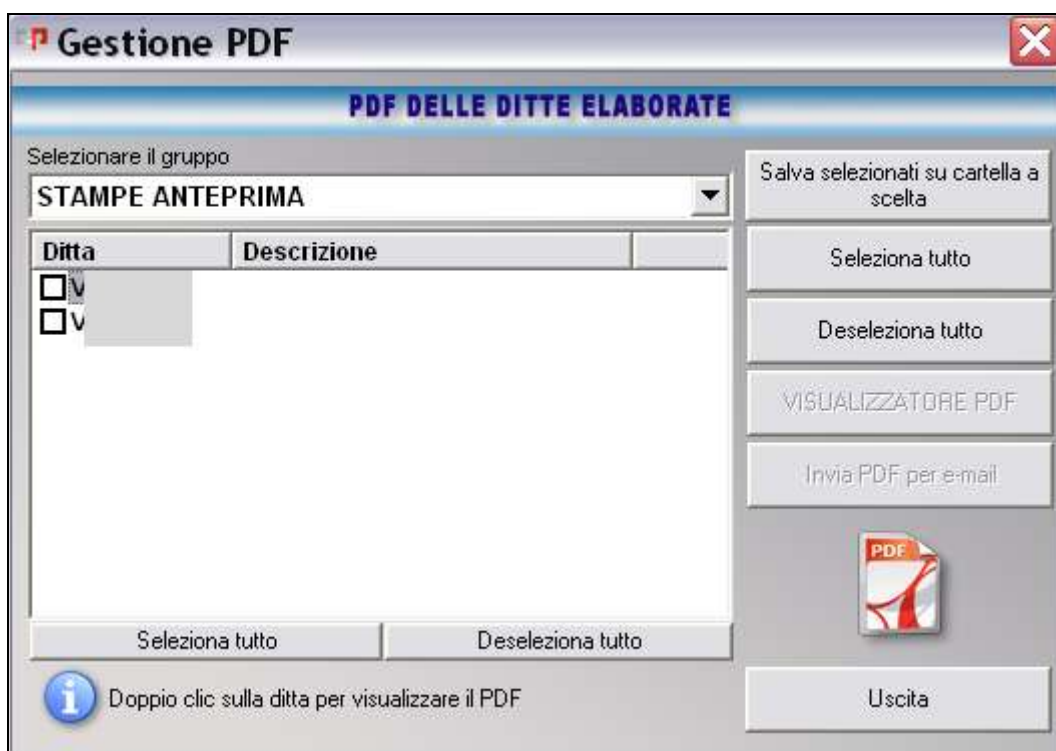 Gestione PDF
PDF DELLE DITTE ELABORATE
Selezionare il gruppo
STAMPE ANTEPRIMA
Ditta Descrizione
V
V
Seleziona tutto Deseleziona tutto
Doppio clic sulla ditta per visualizzare il PDF
Salva selezionati su cartella a
scelta
Seleziona tutto
Deseleziona tutto
VISUALIZZATORE PDF
Invia PDF per e-mail
PDF
Uscita